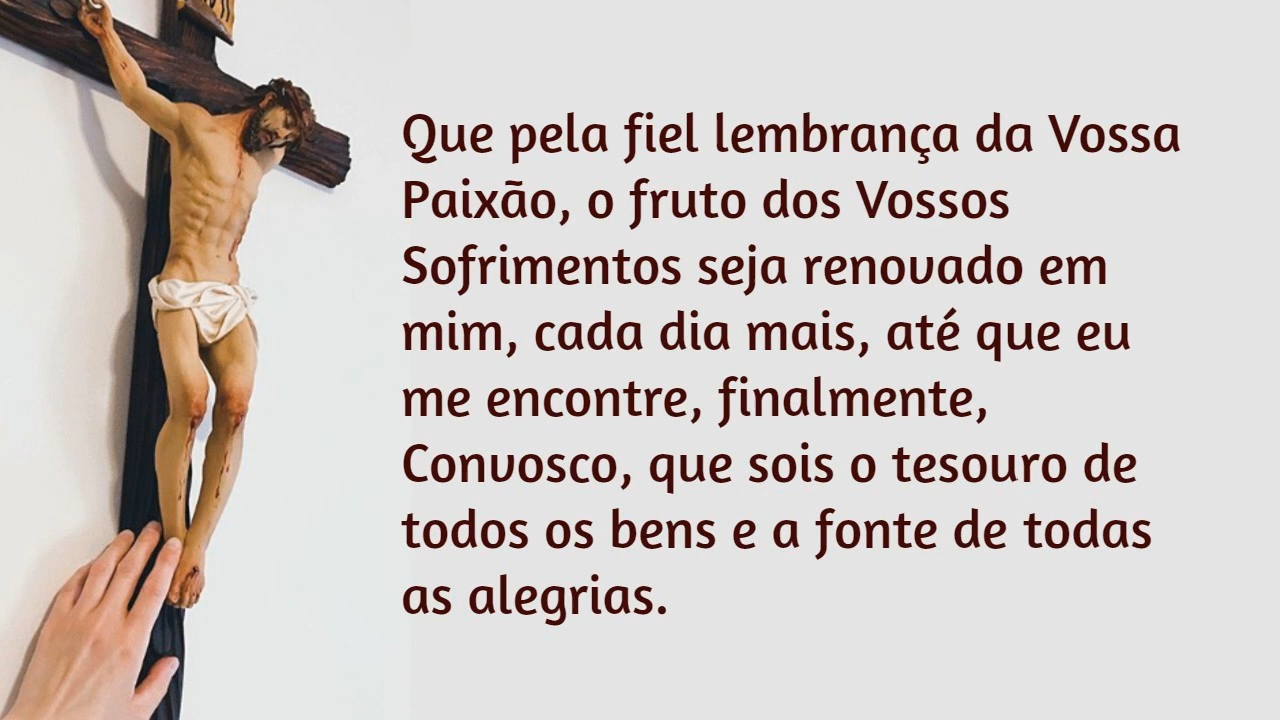 Que pela fiel lembrança da Vossa
Paixão, o fruto dos Vossos
Sofrimentos seja renovado em
mim, cada dia mais, até que eu
me encontre, finalmente,
Convosco, que sois o tesouro de
todos os bens e a fonte de todas
as alegrias.